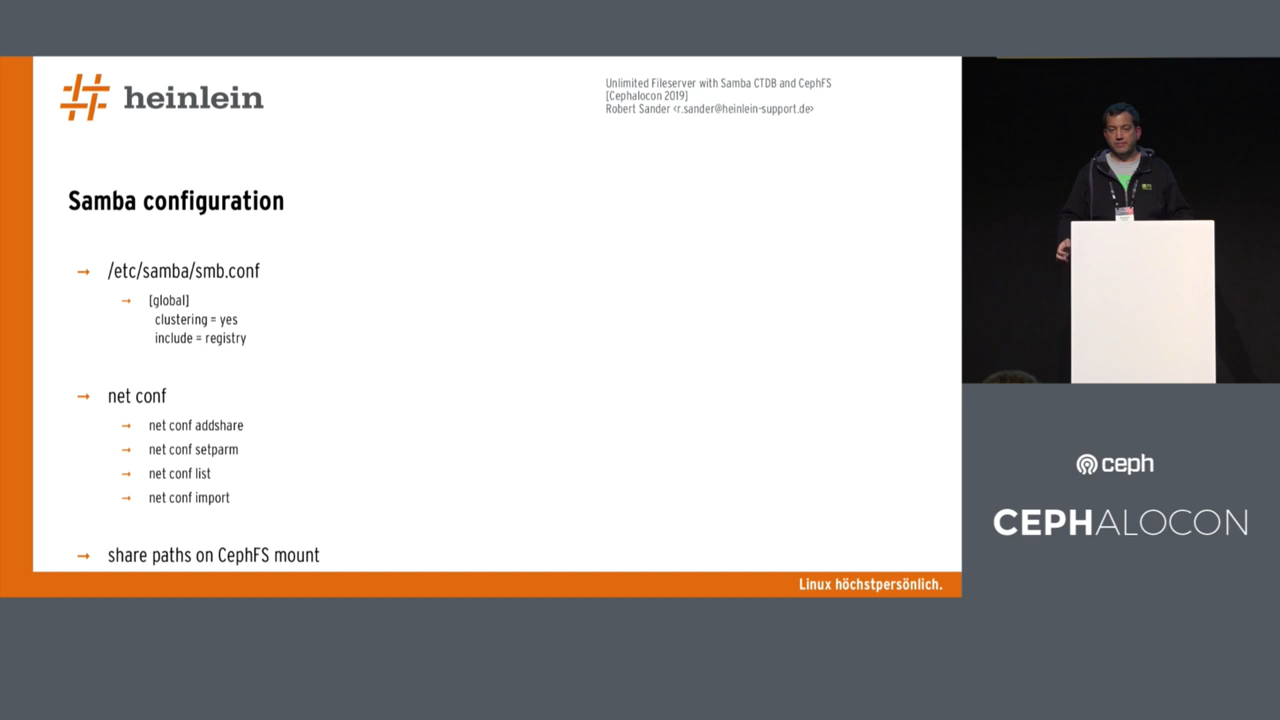 heinlein
Unlimited Fileserver with Samba CTDB and CephFS
[Cephalocon 2019]
Robert Sander <r.sander@heinlein-support.de>
Samba configuration
→ /etc/samba/smb.conf
→ [global]
clustering = yes
include = registry
→ net conf
→ net conf addshare
→ net conf setparm
→ net conf list
→ net conf import
→ share paths on CephFS mount
Linux höchstpersönlich.
ceph
CEPHALOCON